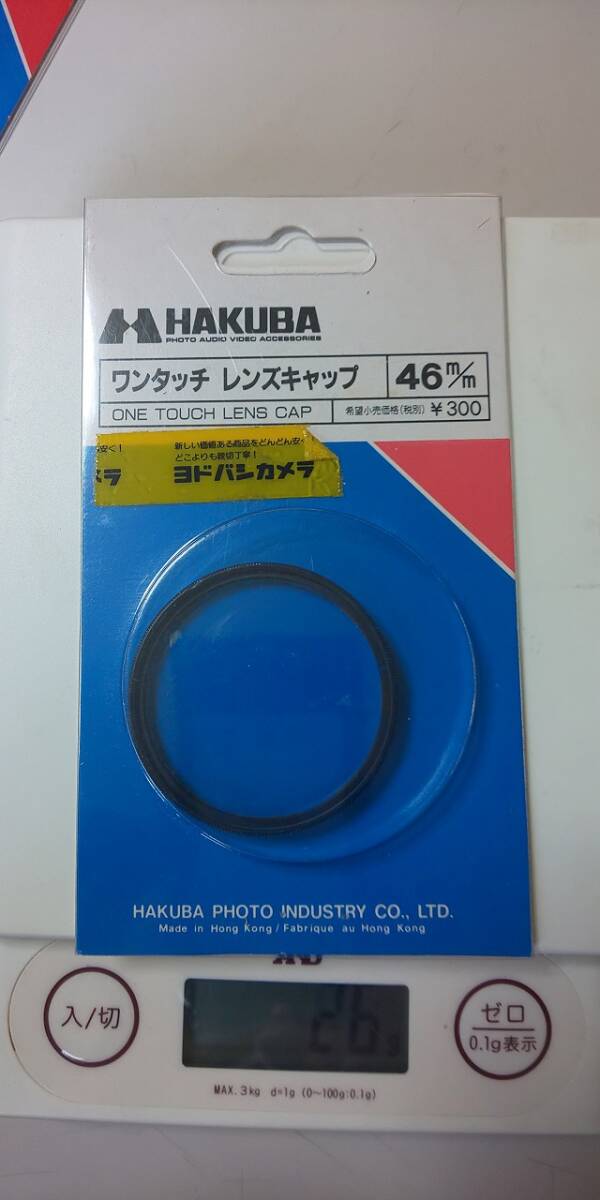 HAKUBA
PHOTO AUDIO VIDEO ACCESSORIES
ワンタッチ レンズキャップ
46m/m
ONE TOUCH LENS CAP
希望小売価格(税別) ¥300
安く!
新しい価値ある商品をどんどん安く
どこよりも親切丁寧!
メラ
ヨドバシカメラ
HAKUBA PHOTO INDUSTRY CO., LTD.
Made in Hong Kong/Fabrique au Hong Kong
入/切
26g
ゼロ
0.1g表示
MAX.3kg d=1g (0~100g:0.1g)